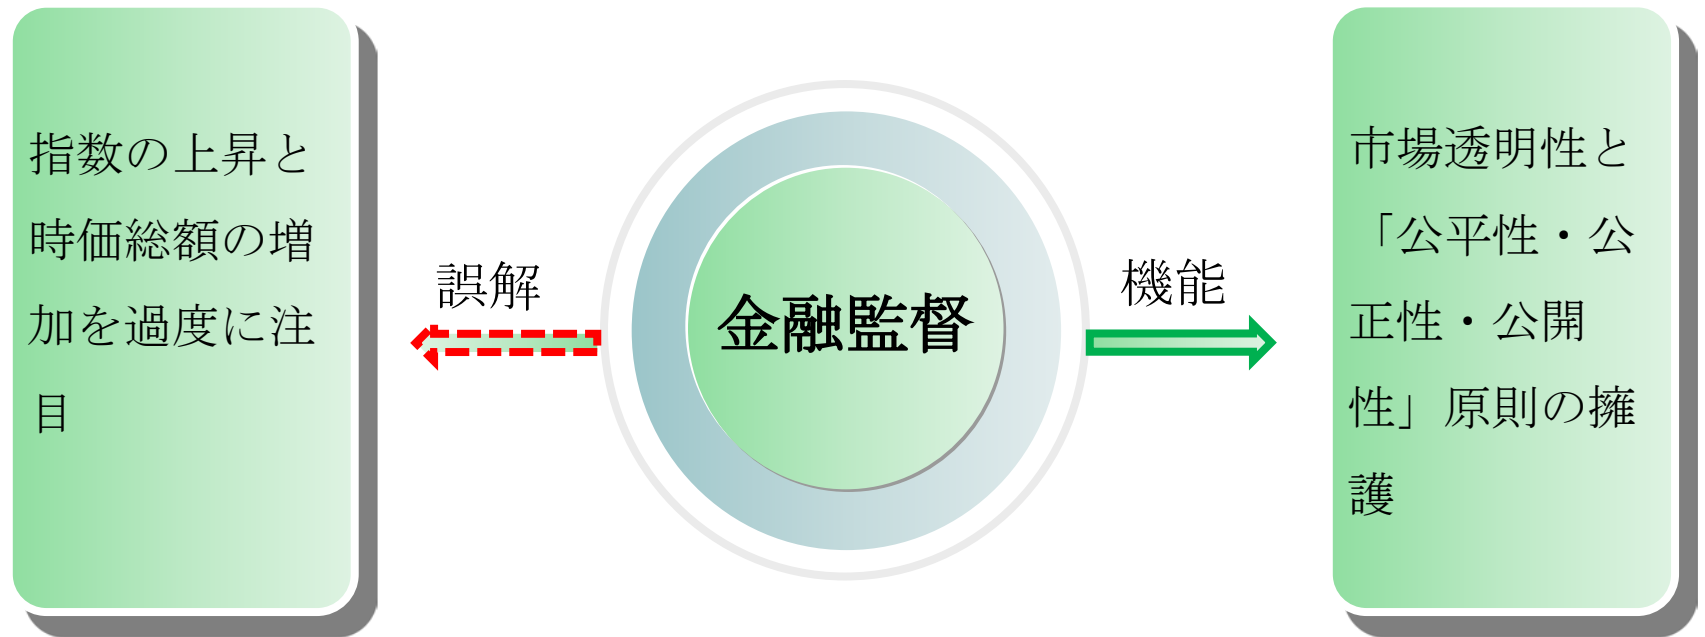 指数の上昇と
時価総額の増
加を過度に注
目
誤解
金融監督
機能
市場透明性と
「公平性・公
正性・公開
性」原則の擁
護